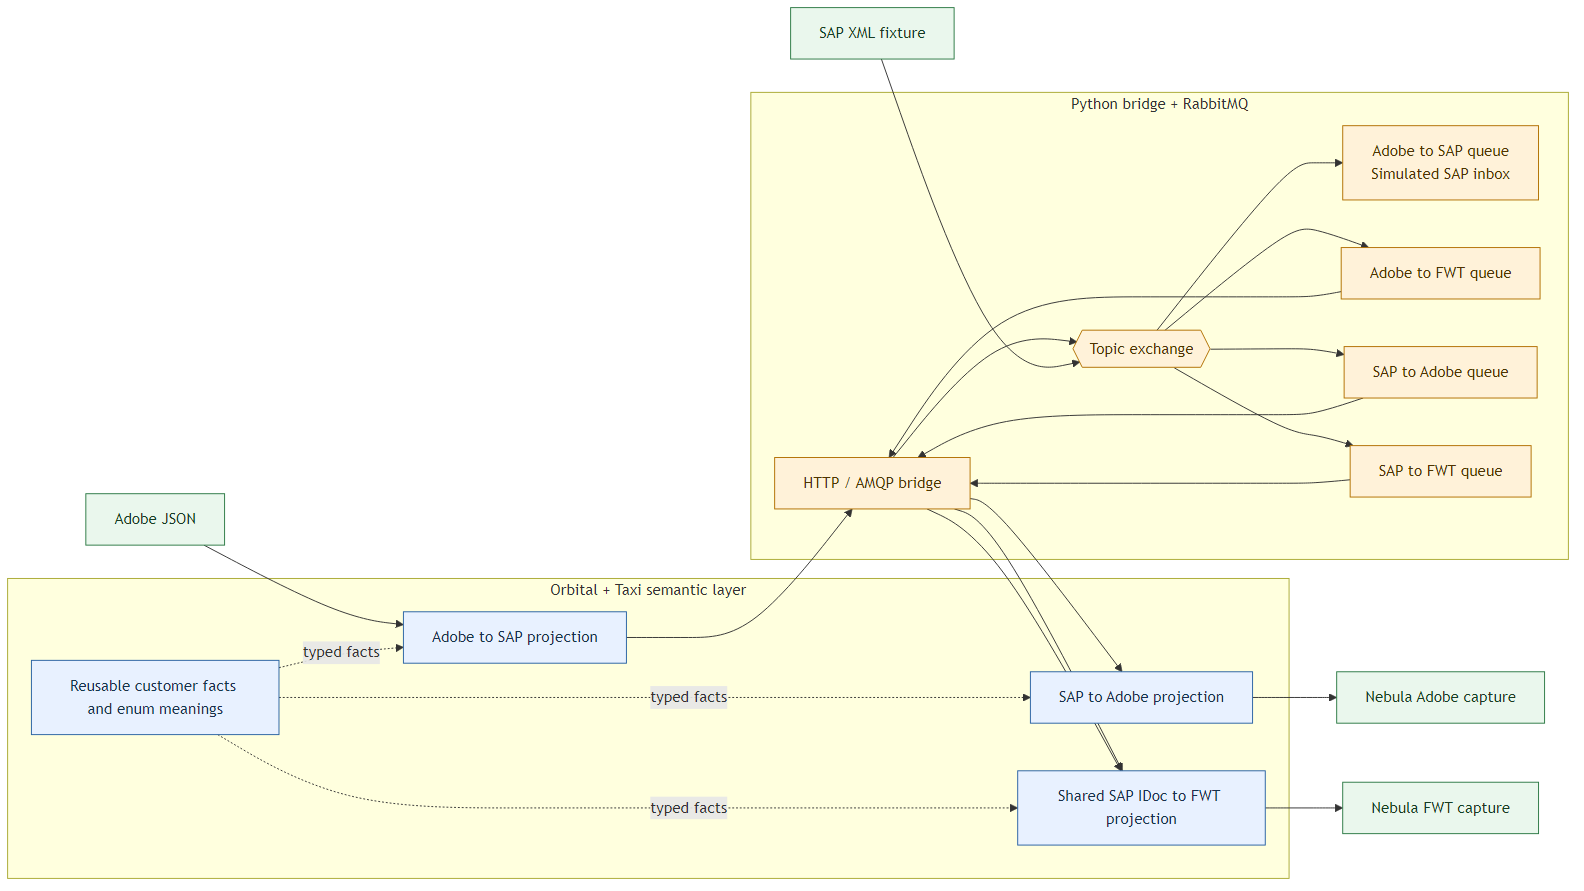 SAP XML fixture
Python bridge + RabbitMQ
Adobe to SAP queue
Simulated SAP inbox
Adobe to FWT queue
Topic exchange
SAP to Adobe queue
SAP to FWT queue
HTTP / AMQP bridge
Adobe JSON
Orbital + Taxi semantic layer
Adobe to SAP projection
typed facts
Reusable customer facts
and enum meanings
typed facts
SAP to Adobe projection
Nebula Adobe capture
typed facts
Shared SAP IDoc to FWT
projection
Nebula FWT capture